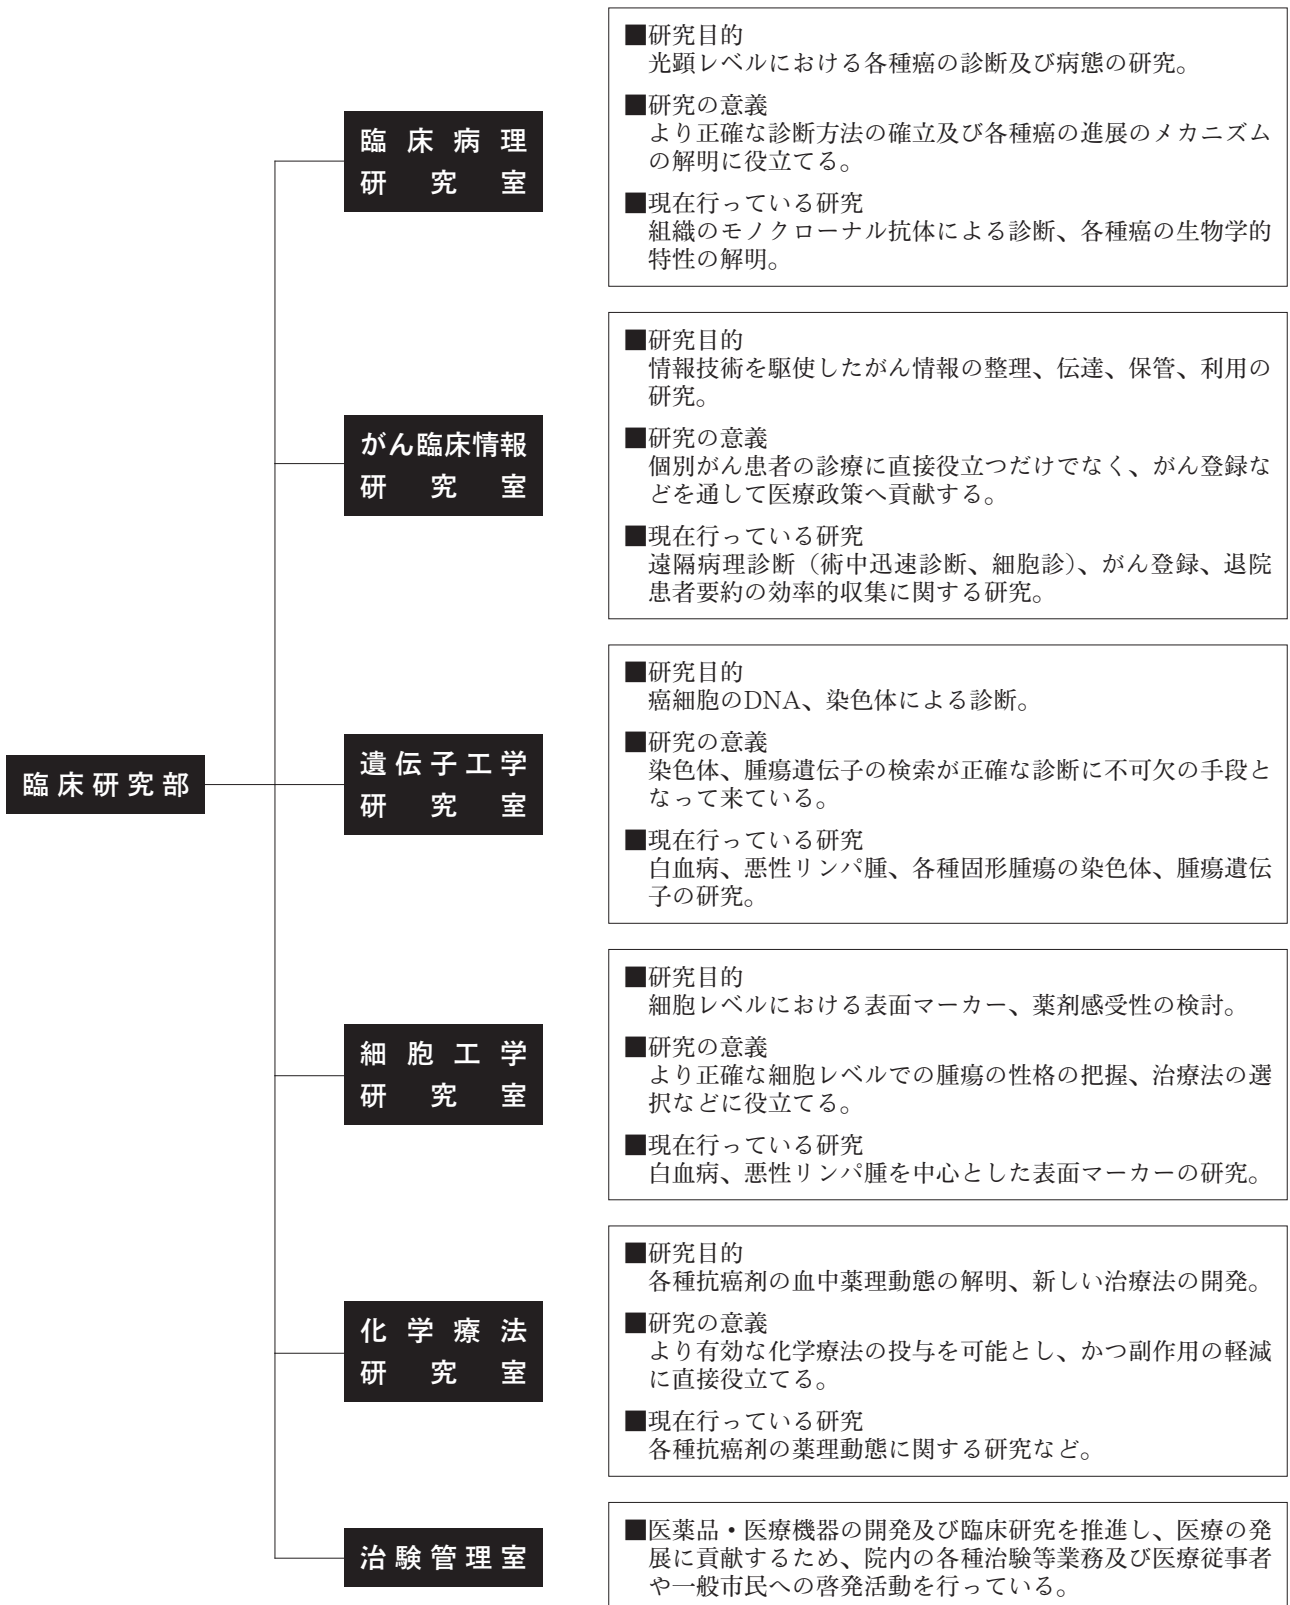 ■研究目的
光顕レベルにおける各種癌の診断及び病態の研究。
■研究の意義
より正確な診断方法の確立及び各種癌の進展のメカニズム
の解明に役立てる。
■現在行っている研究
組織のモノクローナル抗体による診断、各種癌の生物学的
特性の解明。
臨床病理
研究室
■研究目的
情報技術を駆使したがん情報の整理、伝達、保管、利用の
研究。
■研究の意義
個別がん患者の診療に直接役立つだけでなく、がん登録な
どを通して医療政策へ貢献する。
■現在行っている研究
遠隔病理診断（術中迅速診断、細胞診）、がん登録、退院
患者要約の効率的収集に関する研究。
がん臨床情報
研究室
■研究目的
癌細胞のDNA、染色体による診断。
■研究の意義
染色体、腫瘍遺伝子の検索が正確な診断に不可欠の手段と
なって来ている。
■現在行っている研究
白血病、悪性リンパ腫、各種固形腫瘍の染色体、腫瘍遺伝
子の研究。
遺伝子工学
研究室
臨床研究部
■研究目的
細胞レベルにおける表面マーカー、薬剤感受性の検討。
■研究の意義
より正確な細胞レベルでの腫瘍の性格の把握、治療法の選
択などに役立てる。
■現在行っている研究
白血病、悪性リンパ腫を中心とした表面マーカーの研究。
細胞工学
研究室
■研究目的
各種抗癌剤の血中薬理動態の解明、新しい治療法の開発。
■研究の意義
より有効な化学療法の投与を可能とし、かつ副作用の軽減
に直接役立てる。
■現在行っている研究
各種抗癌剤の薬理動態に関する研究など。
化学療法
研究室
■医薬品・医療機器の開発及び臨床研究を推進し、医療の発
展に貢献するため、院内の各種治験等業務及び医療従事者
や一般市民への啓発活動を行っている。
治験管理室